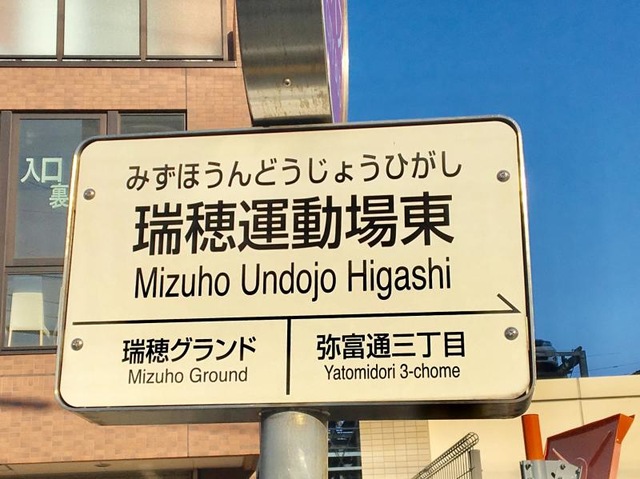 みずほうんどうじょうひがし
瑞穂運動場東
Mizuho Undojo Higashi
瑞穂グランド
Mizuho Ground
弥富通三丁目
Yatomidori 3-chome
入口
裏